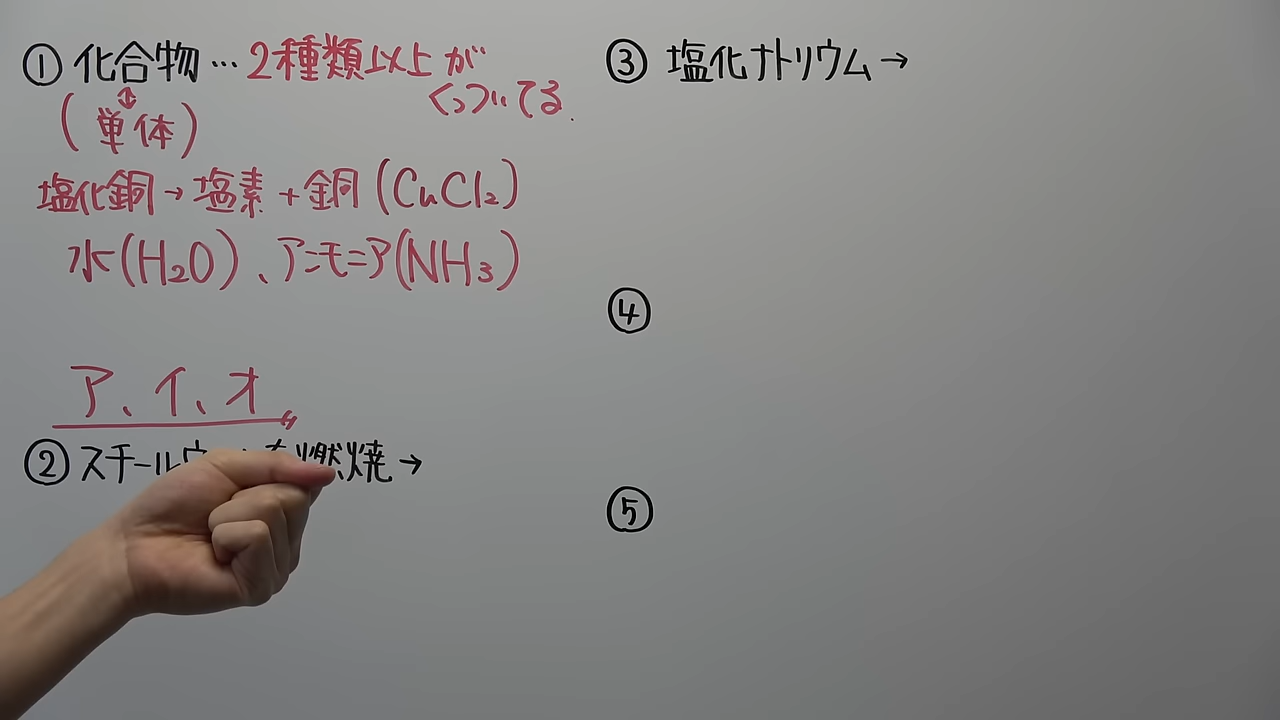 ① 化合物…2種類以上が
くっついてる.
(単体)
塩化銅→塩素+銅(CuCl₂)
水(H₂O)、アンモニア(NH₃)
ア、イ、オ
②スチール 燃焼→
③ 塩化ナトリウム→
④
⑤